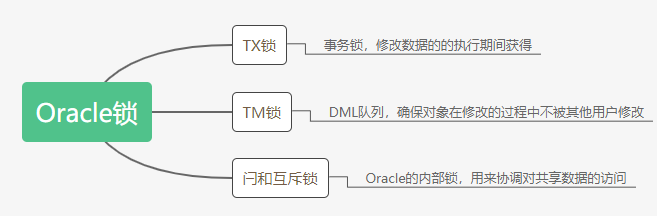 Oracle锁
TX锁
事务锁，修改数据的的执行期间获得
TM锁
DML队列，确保对象在修改的过程中不被其他用户修改
闩和互斥锁
Oracle的内部锁，用来协调对共享数据的访问